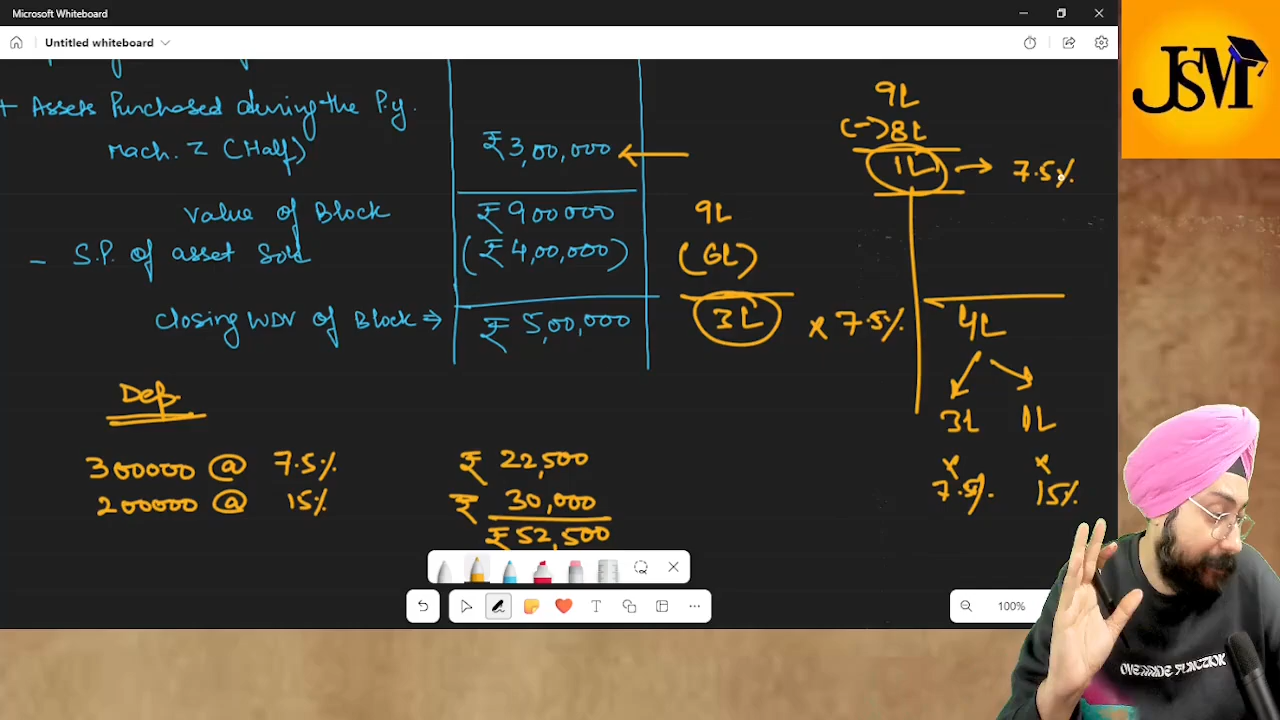 Microsoft Whiteboard
Untitled whiteboard
JSM
+ Assets Purchased during the P.y.
Mach. Z (Half) ₹3,00,000
Value of Block ₹900000
- S.P. of asset Sold (₹4,00,000)
Closing WDV of Block ⇒ ₹5,00,000
9L
(6L)
3L × 7.5%
9L
(-) 8L
1L → 7.5%
4L
3L 1L
× ×
7.5% 15%
Dep.
300000 @ 7.5% ₹22,500
200000 @ 15% ₹30,000
₹52,500
100%